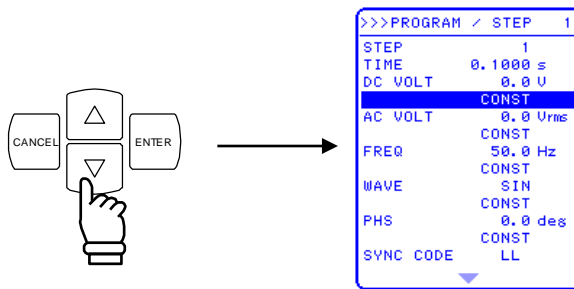 CANCEL
ENTER
>>>PROGRAM / STEP 1
STEP 1
TIME 0.1000 s
DC VOLT 0.0 V
CONST
AC VOLT 0.0 Vrms
CONST
FREQ 50.0 Hz
CONST
WAVE SIN
CONST
PHS 0.0 deg
CONST
SYNC CODE LL